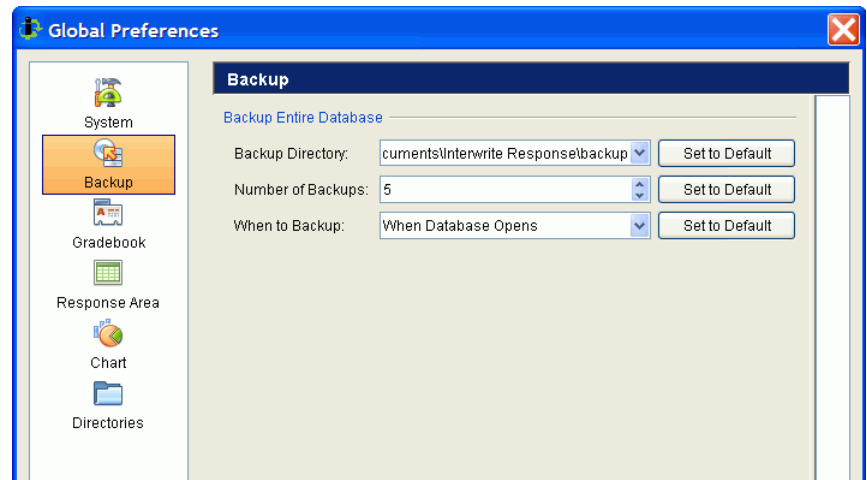 Global Preferences
System
Backup
Gradebook
Response Area
Chart
Directories
Backup
Backup Entire Database
Backup Directory: cuments\Interwrite Response\backup Set to Default
Number of Backups: 5 Set to Default
When to Backup: When Database Opens Set to Default